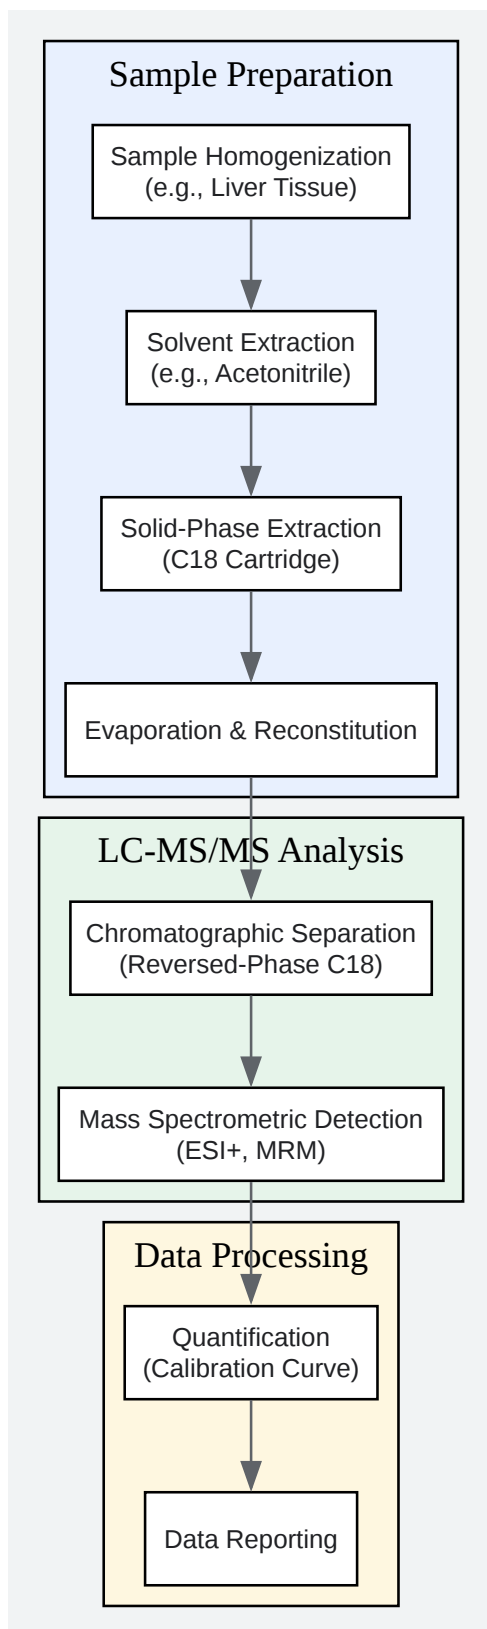 Sample Preparation
Sample Homogenization
(e.g., Liver Tissue)
Solvent Extraction
(e.g., Acetonitrile)
Solid-Phase Extraction
(C18 Cartridge)
Evaporation & Reconstitution
LC-MS/MS Analysis
Chromatographic Separation
(Reversed-Phase C18)
Mass Spectrometric Detection
(ESI+, MRM)
Data Processing
Quantification
(Calibration Curve)
Data Reporting